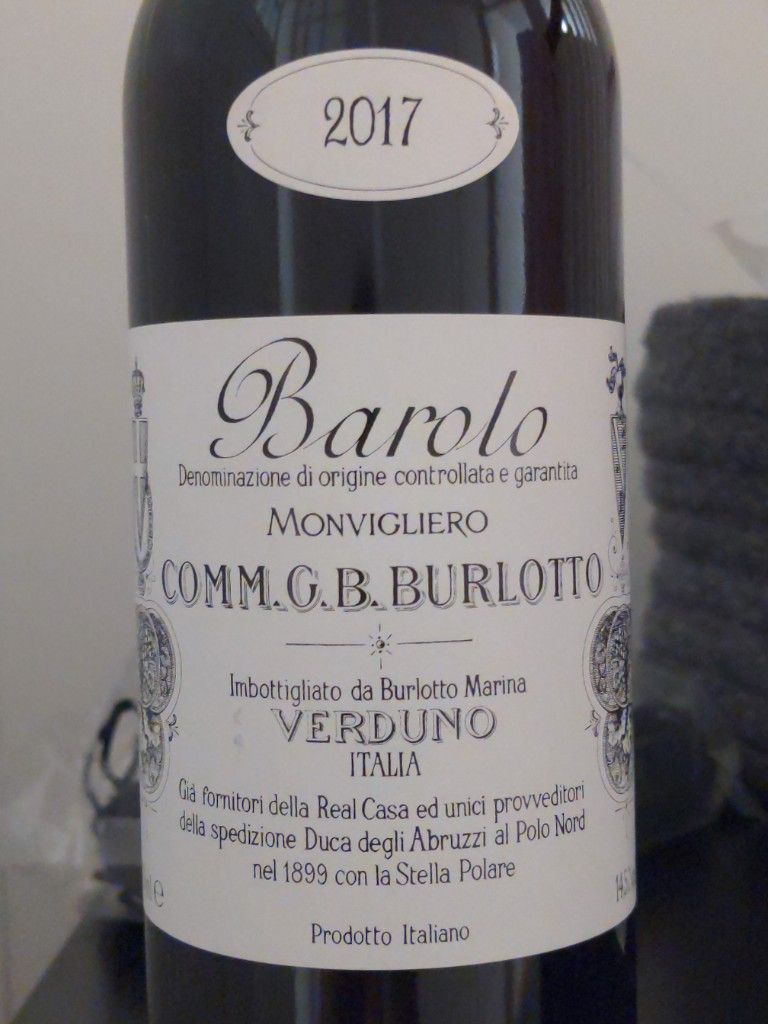 2017
Barolo
Denominazione di origine controllata e garantita
MONVIGLIERO
COMM. G. B. BURLOTTO
Imbottigliato da Burlotto Marina
VERDUNO
ITALIA
Già fornitori della Real Casa ed unici provveditori
della spedizione Duca degli Abruzzi al Polo Nord
nel 1899 con la Stella Polare
Prodotto Italiano